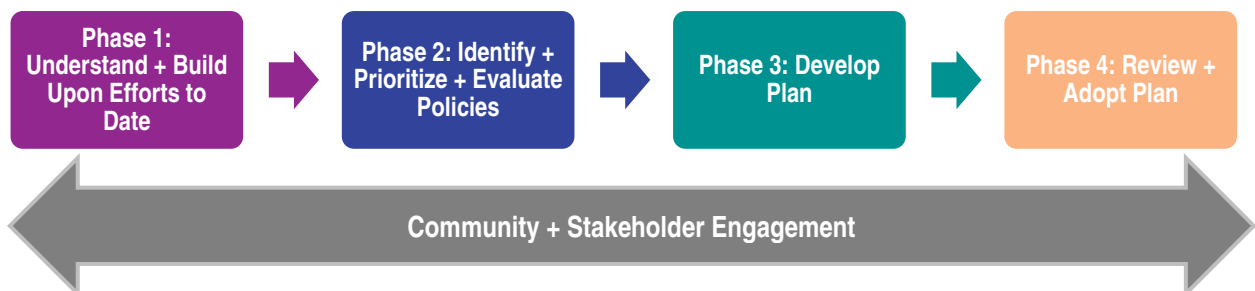 Phase 1:
Understand + Build
Upon Efforts to
Date
Phase 2: Identify +
Prioritize + Evaluate
Policies
Phase 3: Develop
Plan
Phase 4: Review +
Adopt Plan
Community + Stakeholder Engagement